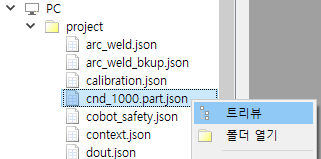 PC
project
arc_weld.json
arc_weld_bkup.json
calibration.json
cnd_1000.part.json
트리뷰
cobot_safety.json
폴더 열기
context.json
dout.json